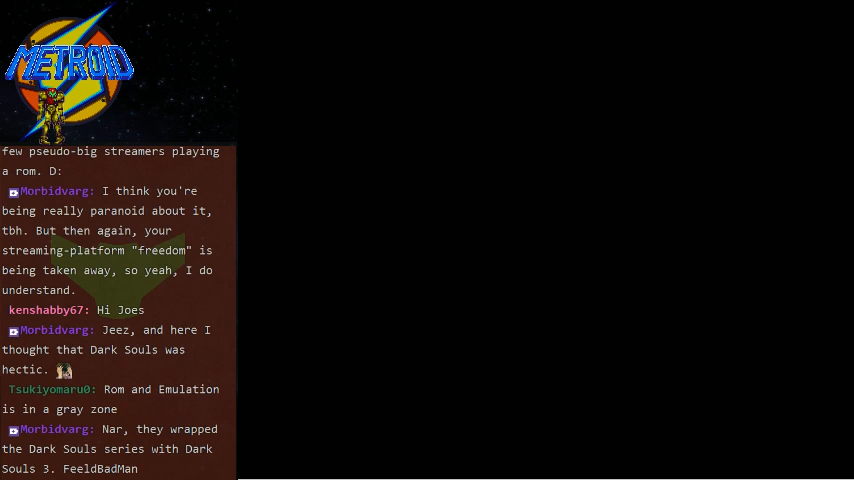 METROID
few pseudo-big streamers playing
a rom. D:
Morbidvarg: I think you're
being really paranoid about it,
tbh. But then again, your
streaming-platform "freedom" is
being taken away, so yeah, I do
understand.
kenshabby67: Hi Joes
Morbidvarg: Jeez, and here I
thought that Dark Souls was
hectic.
Tsukiyomaru0: Rom and Emulation
is in a gray zone
Morbidvarg: Nar, they wrapped
the Dark Souls series with Dark
Souls 3. FeeldBadMan